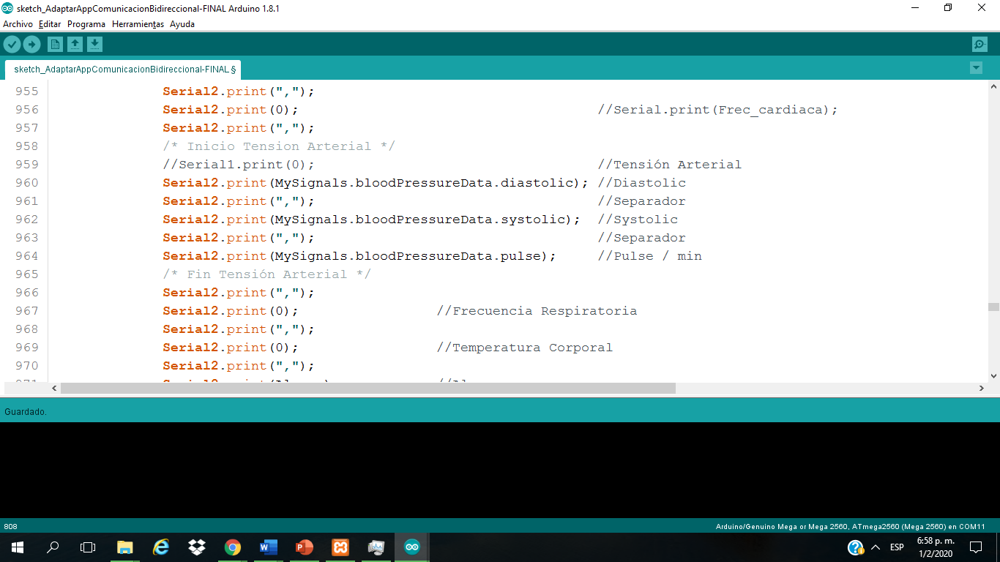 sketch_AdaptarAppComunicacionBidireccional-FINAL Arduino 1.8.1
Archivo Editar Programa Herramientas Ayuda
sketch_AdaptarAppComunicacionBidireccional-FINAL §
955 Serial2.print(",");
956 Serial2.print(0); //Serial.print(Frec_cardiaca);
957 Serial2.print(",");
958 /* Inicio Tension Arterial */
959 //Serial1.print(0); //Tensión Arterial
960 Serial2.print(MySignals.bloodPressureData.diastolic); //Diastolic
961 Serial2.print(","); //Separador
962 Serial2.print(MySignals.bloodPressureData.systolic); //Systolic
963 Serial2.print(","); //Separador
964 Serial2.print(MySignals.bloodPressureData.pulse); //Pulse / min
965 /* Fin Tensión Arterial */
966 Serial2.print(",");
967 Serial2.print(0); //Frecuencia Respiratoria
968 Serial2.print(",");
969 Serial2.print(0); //Temperatura Corporal
970 Serial2.print(",");
Guardado.
808 Arduino/Genuino Mega or Mega 2560, ATmega2560 (Mega 2560) en COM11
ESP 6:58 p. m.
1/2/2020